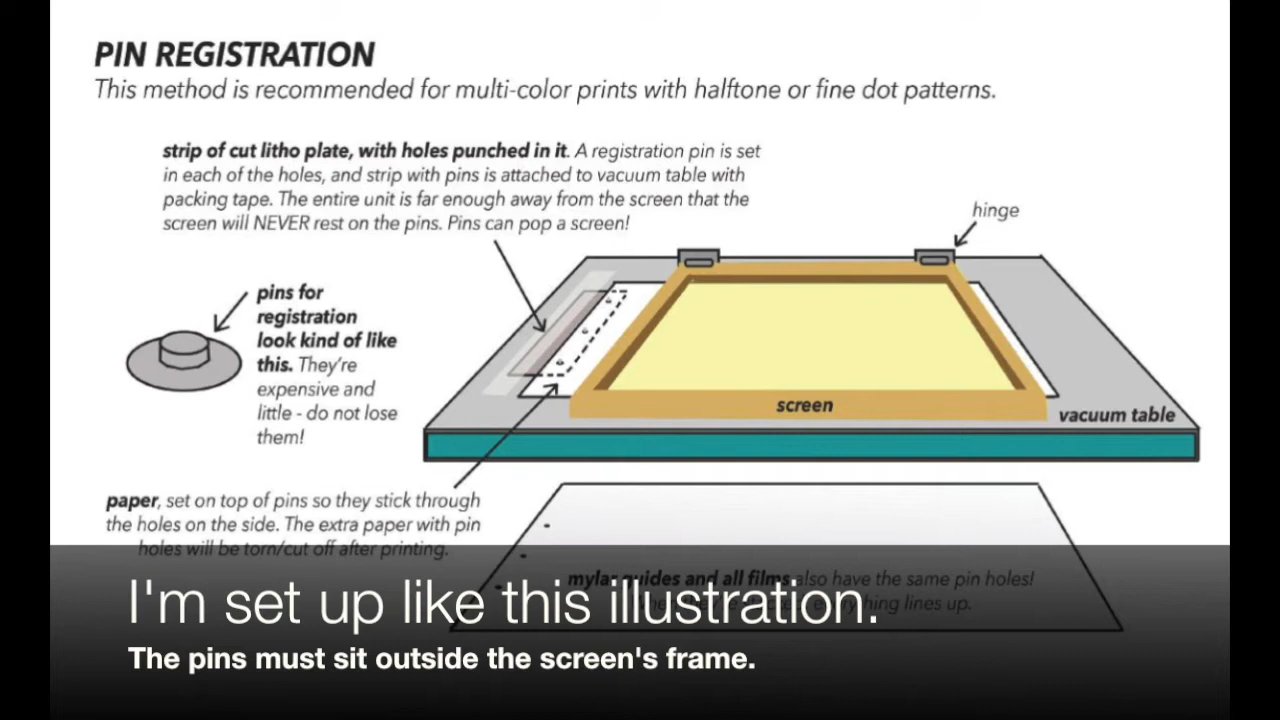 PIN REGISTRATION
This method is recommended for multi-color prints with halftone or fine dot patterns.
strip of cut litho plate, with holes punched in it. A registration pin is set
in each of the holes, and strip with pins is attached to vacuum table with
packing tape. The entire unit is far enough away from the screen that the
screen will NEVER rest on the pins. Pins can pop a screen!
hinge
pins for
registration
look kind of like
this. They're
expensive and
little - do not lose
them!
screen
vacuum table
paper, set on top of pins so they stick through
the holes on the side. The extra paper with pin
holes will be torn/cut off after printing.
mylar guides and all films also have the same pin holes!
everything lines up.
I'm set up like this illustration.
The pins must sit outside the screen's frame.